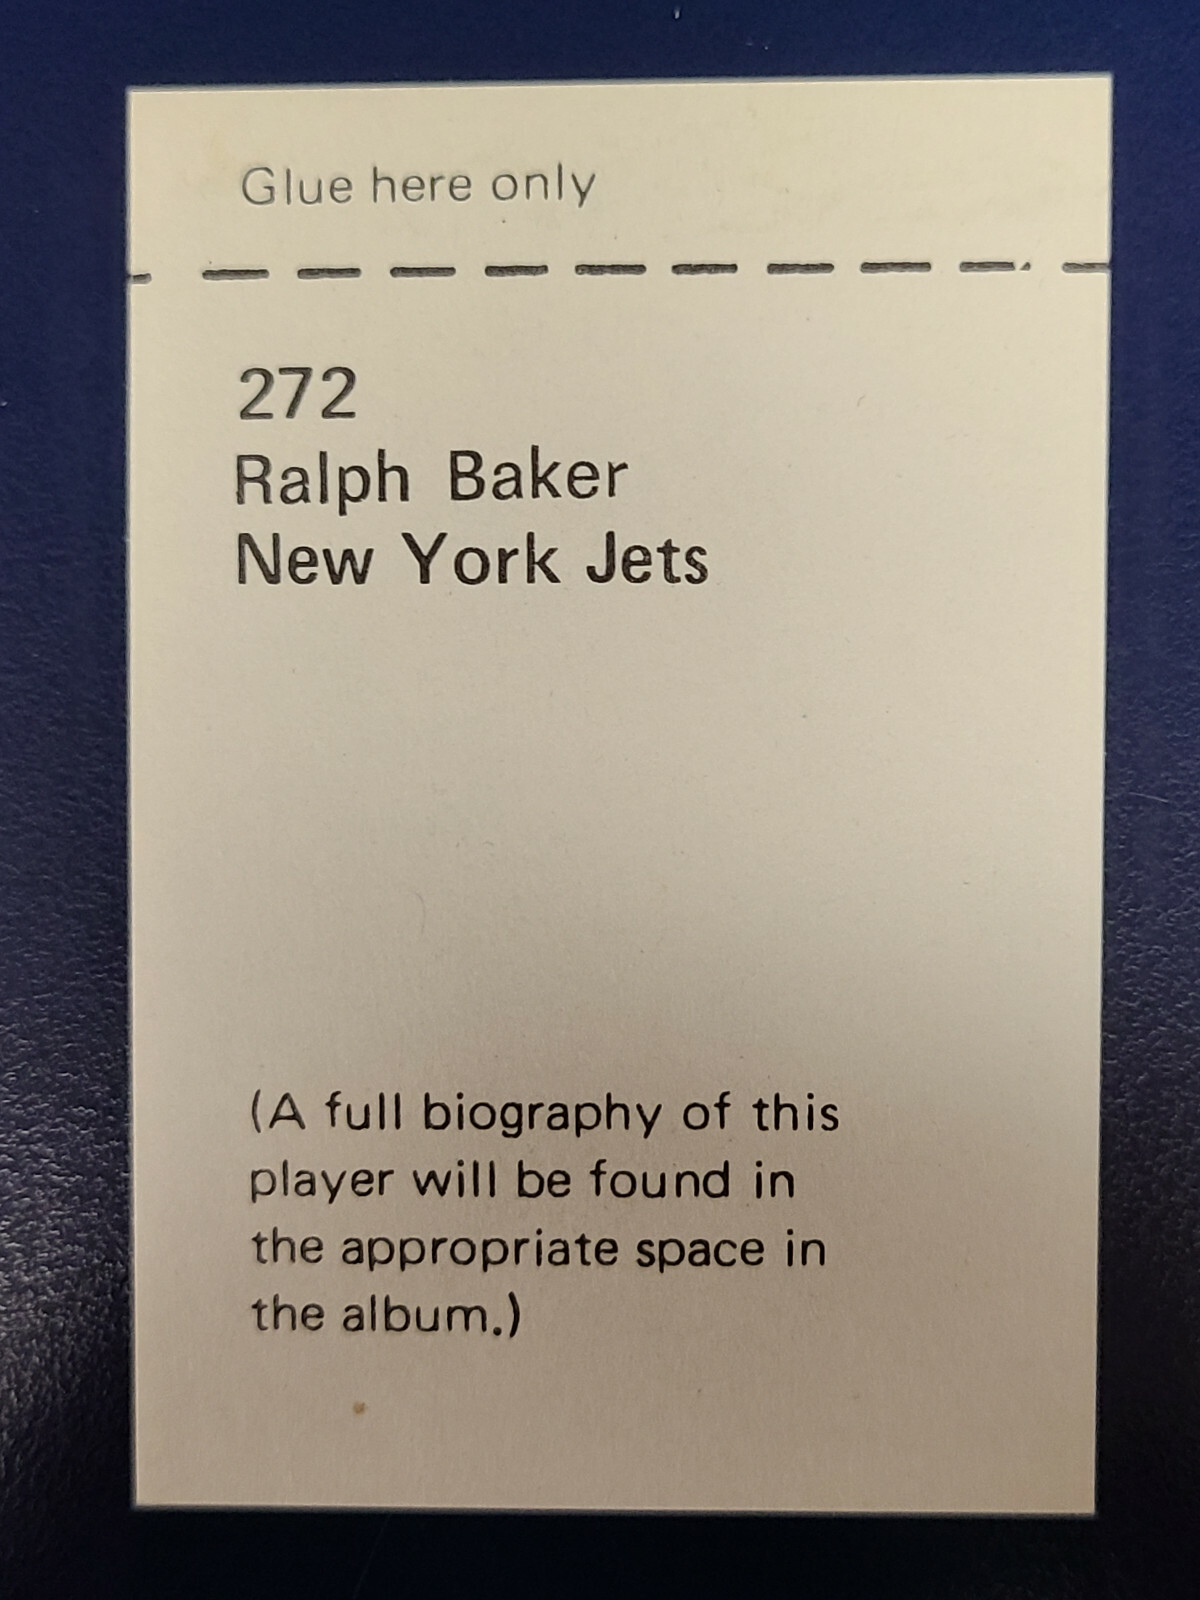 Glue here only
272
Ralph Baker
New York Jets
(A full biography of this
player will be found in
the appropriate space in
the album.)